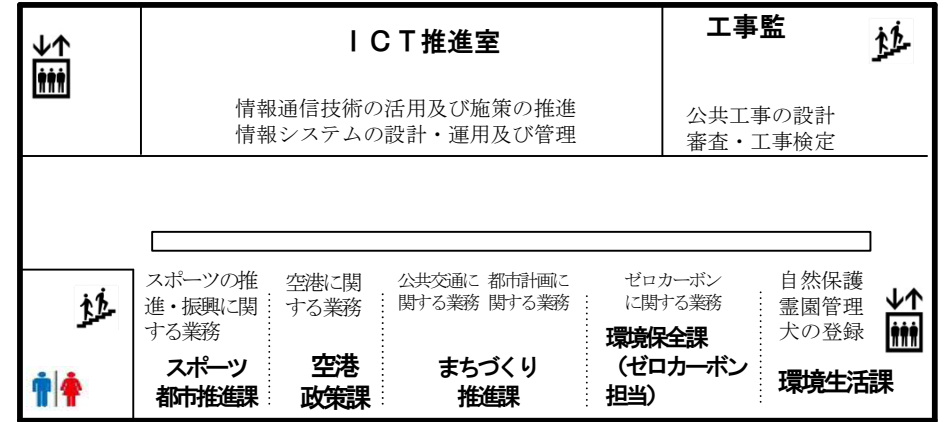 ＩＣＴ推進室
情報通信技術の活用及び施策の推進
情報システムの設計・運用及び管理
工事監
公共工事の設計
審査・工事検定
スポーツの推
進・振興に関
する業務
スポーツ
都市推進課
空港に関
する業務
空港
政策課
公共交通に 都市計画に
関する業務 関する業務
まちづくり
推進課
ゼロカーボン
に関する業務
環境保全課
（ゼロカーボン
担当）
自然保護
霊園管理
犬の登録
環境生活課